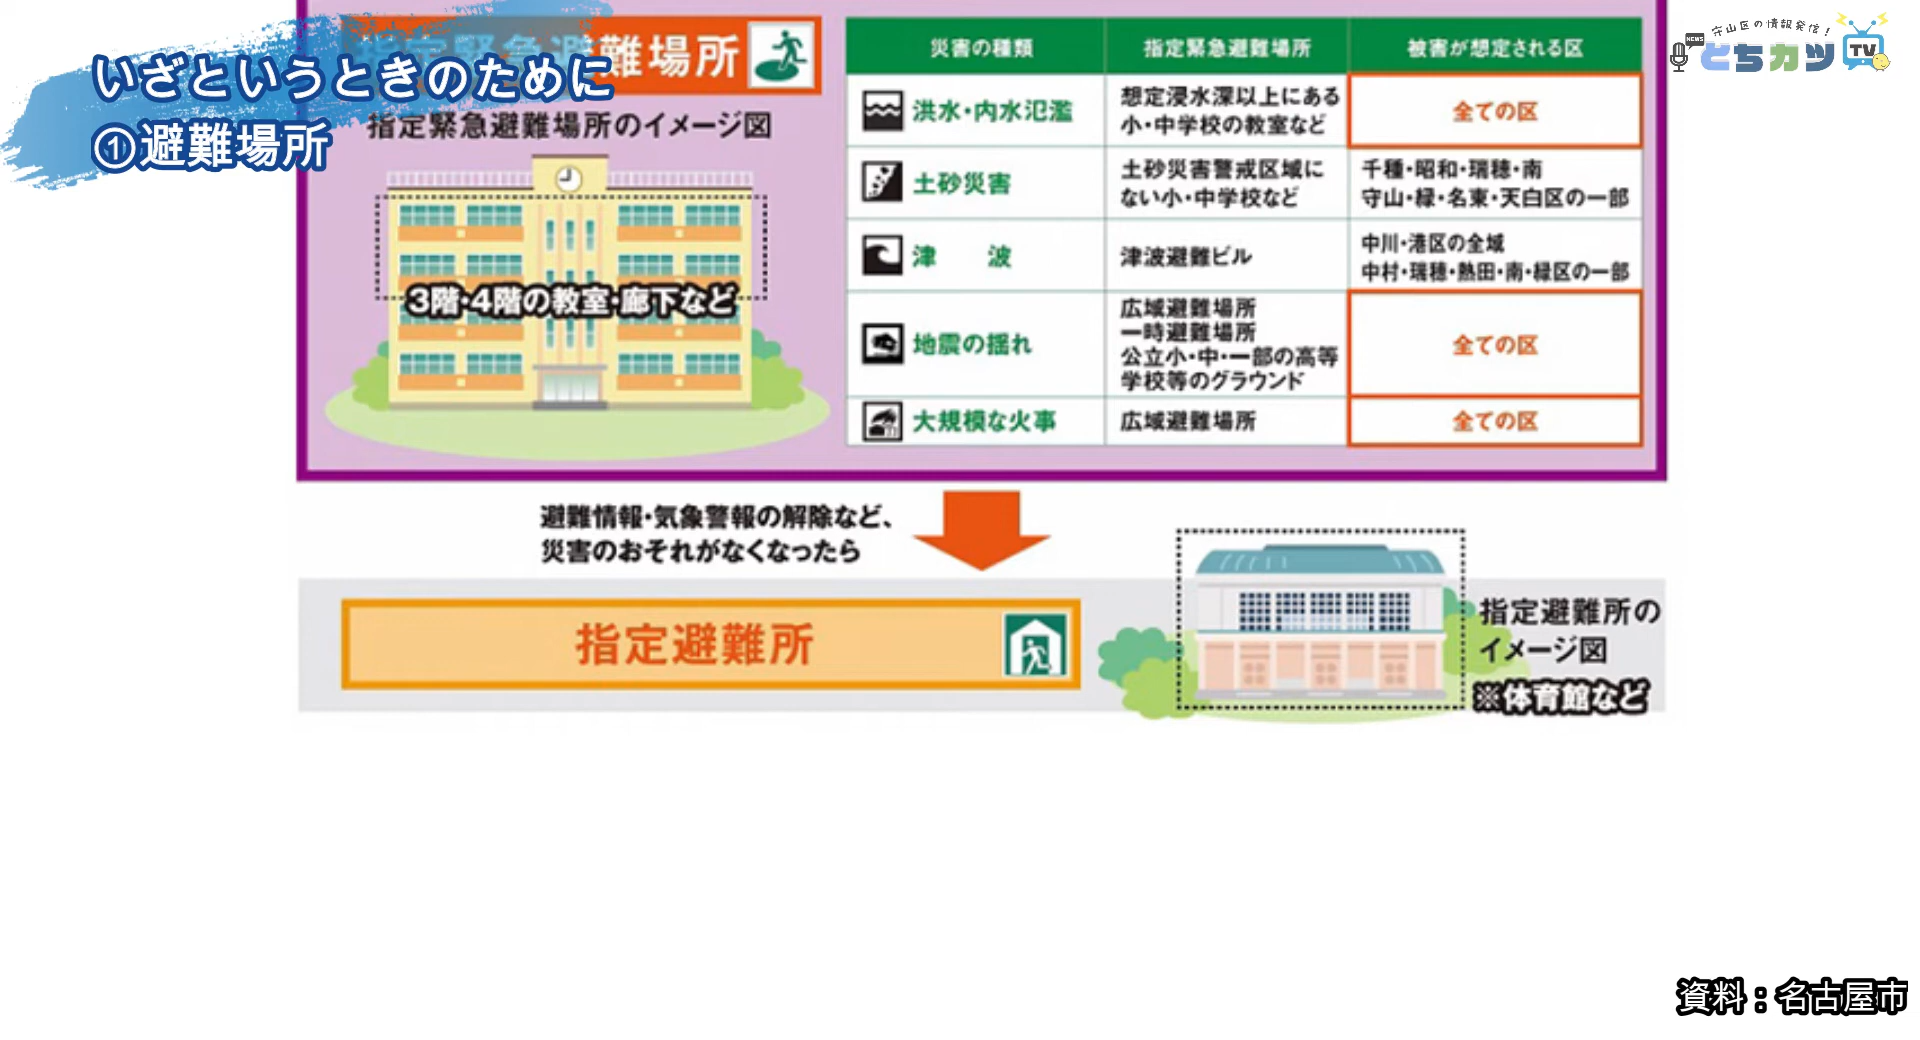 いざというときのために
①避難場所
指定緊急避難場所
指定緊急避難場所のイメージ図
3階・4階の教室・廊下など
災害の種類 指定緊急避難場所 被害が想定される区
洪水・内水氾濫 想定浸水深以上にある 全ての区
小・中学校の教室など
土砂災害 土砂災害警戒区域に 千種・昭和・瑞穂・南
ない小・中学校など 守山・緑・名東・天白区の一部
津 波 津波避難ビル 中川・港区の全域
中村・瑞穂・熱田・南・緑区の一部
地震の揺れ 広域避難場所 全ての区
一時避難場所
公立小・中・一部の高等
学校等のグラウンド
大規模な火事 広域避難場所 全ての区
守山区の情報発信！
NEWS
とちカツ TV
避難情報・気象警報の解除など、
災害のおそれがなくなったら
指定避難所
指定避難所の
イメージ図
※体育館など
資料：名古屋市